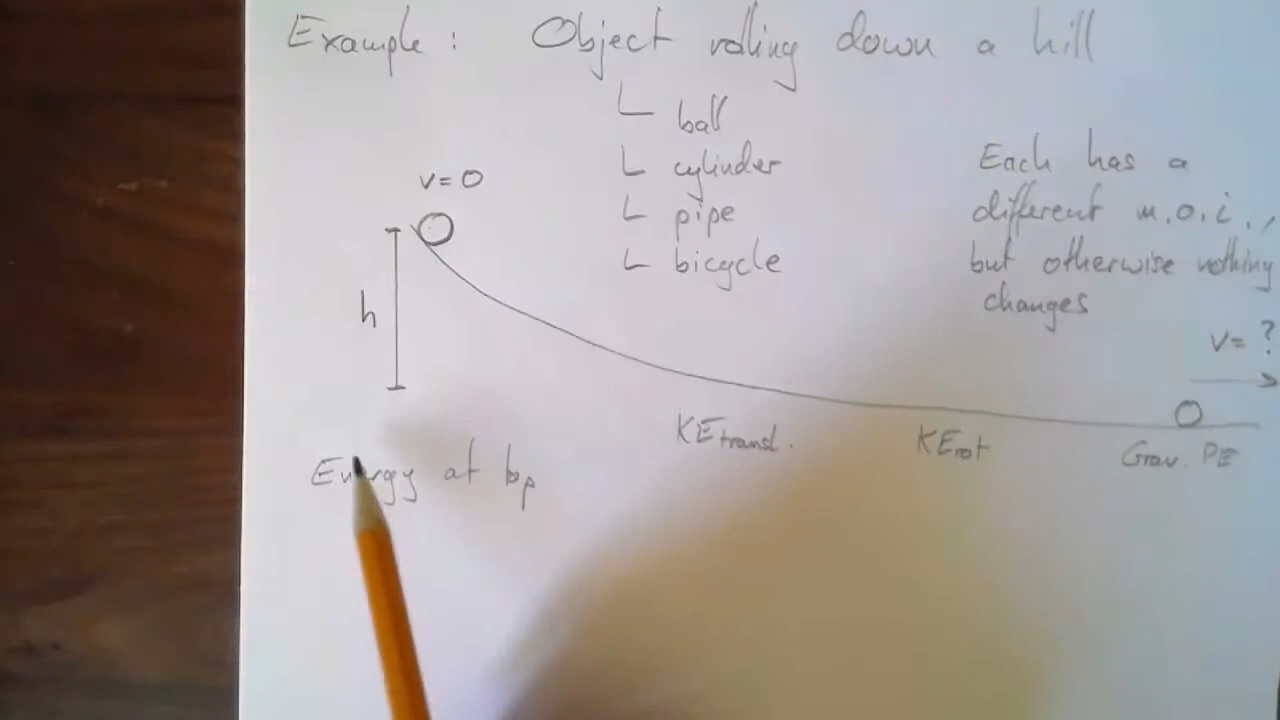 Example : Object rolling down a hill
└ ball
└ cylinder
└ pipe
└ bicycle
Each has a
different m.o.i.,
but otherwise nothing
changes
v=0
h
v= ?
KEtransl.
KErot
Grav. PE
Energy at top